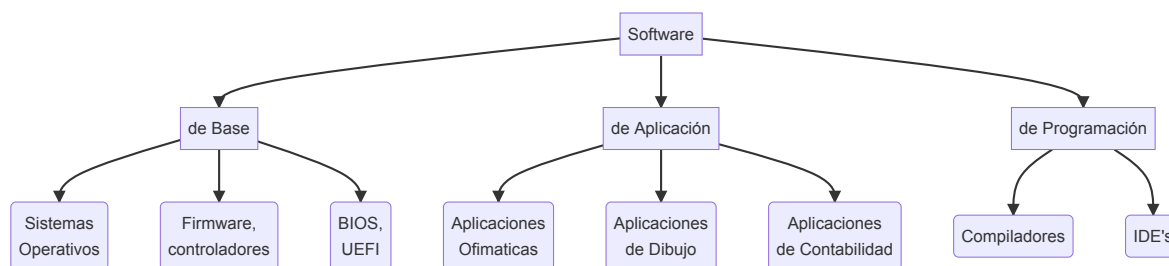 Software
de Base
de Aplicación
de Programación
Sistemas
Operativos
Firmware,
controladores
BIOS,
UEFI
Aplicaciones
Ofimaticas
Aplicaciones
de Dibujo
Aplicaciones
de Contabilidad
Compiladores
IDE's